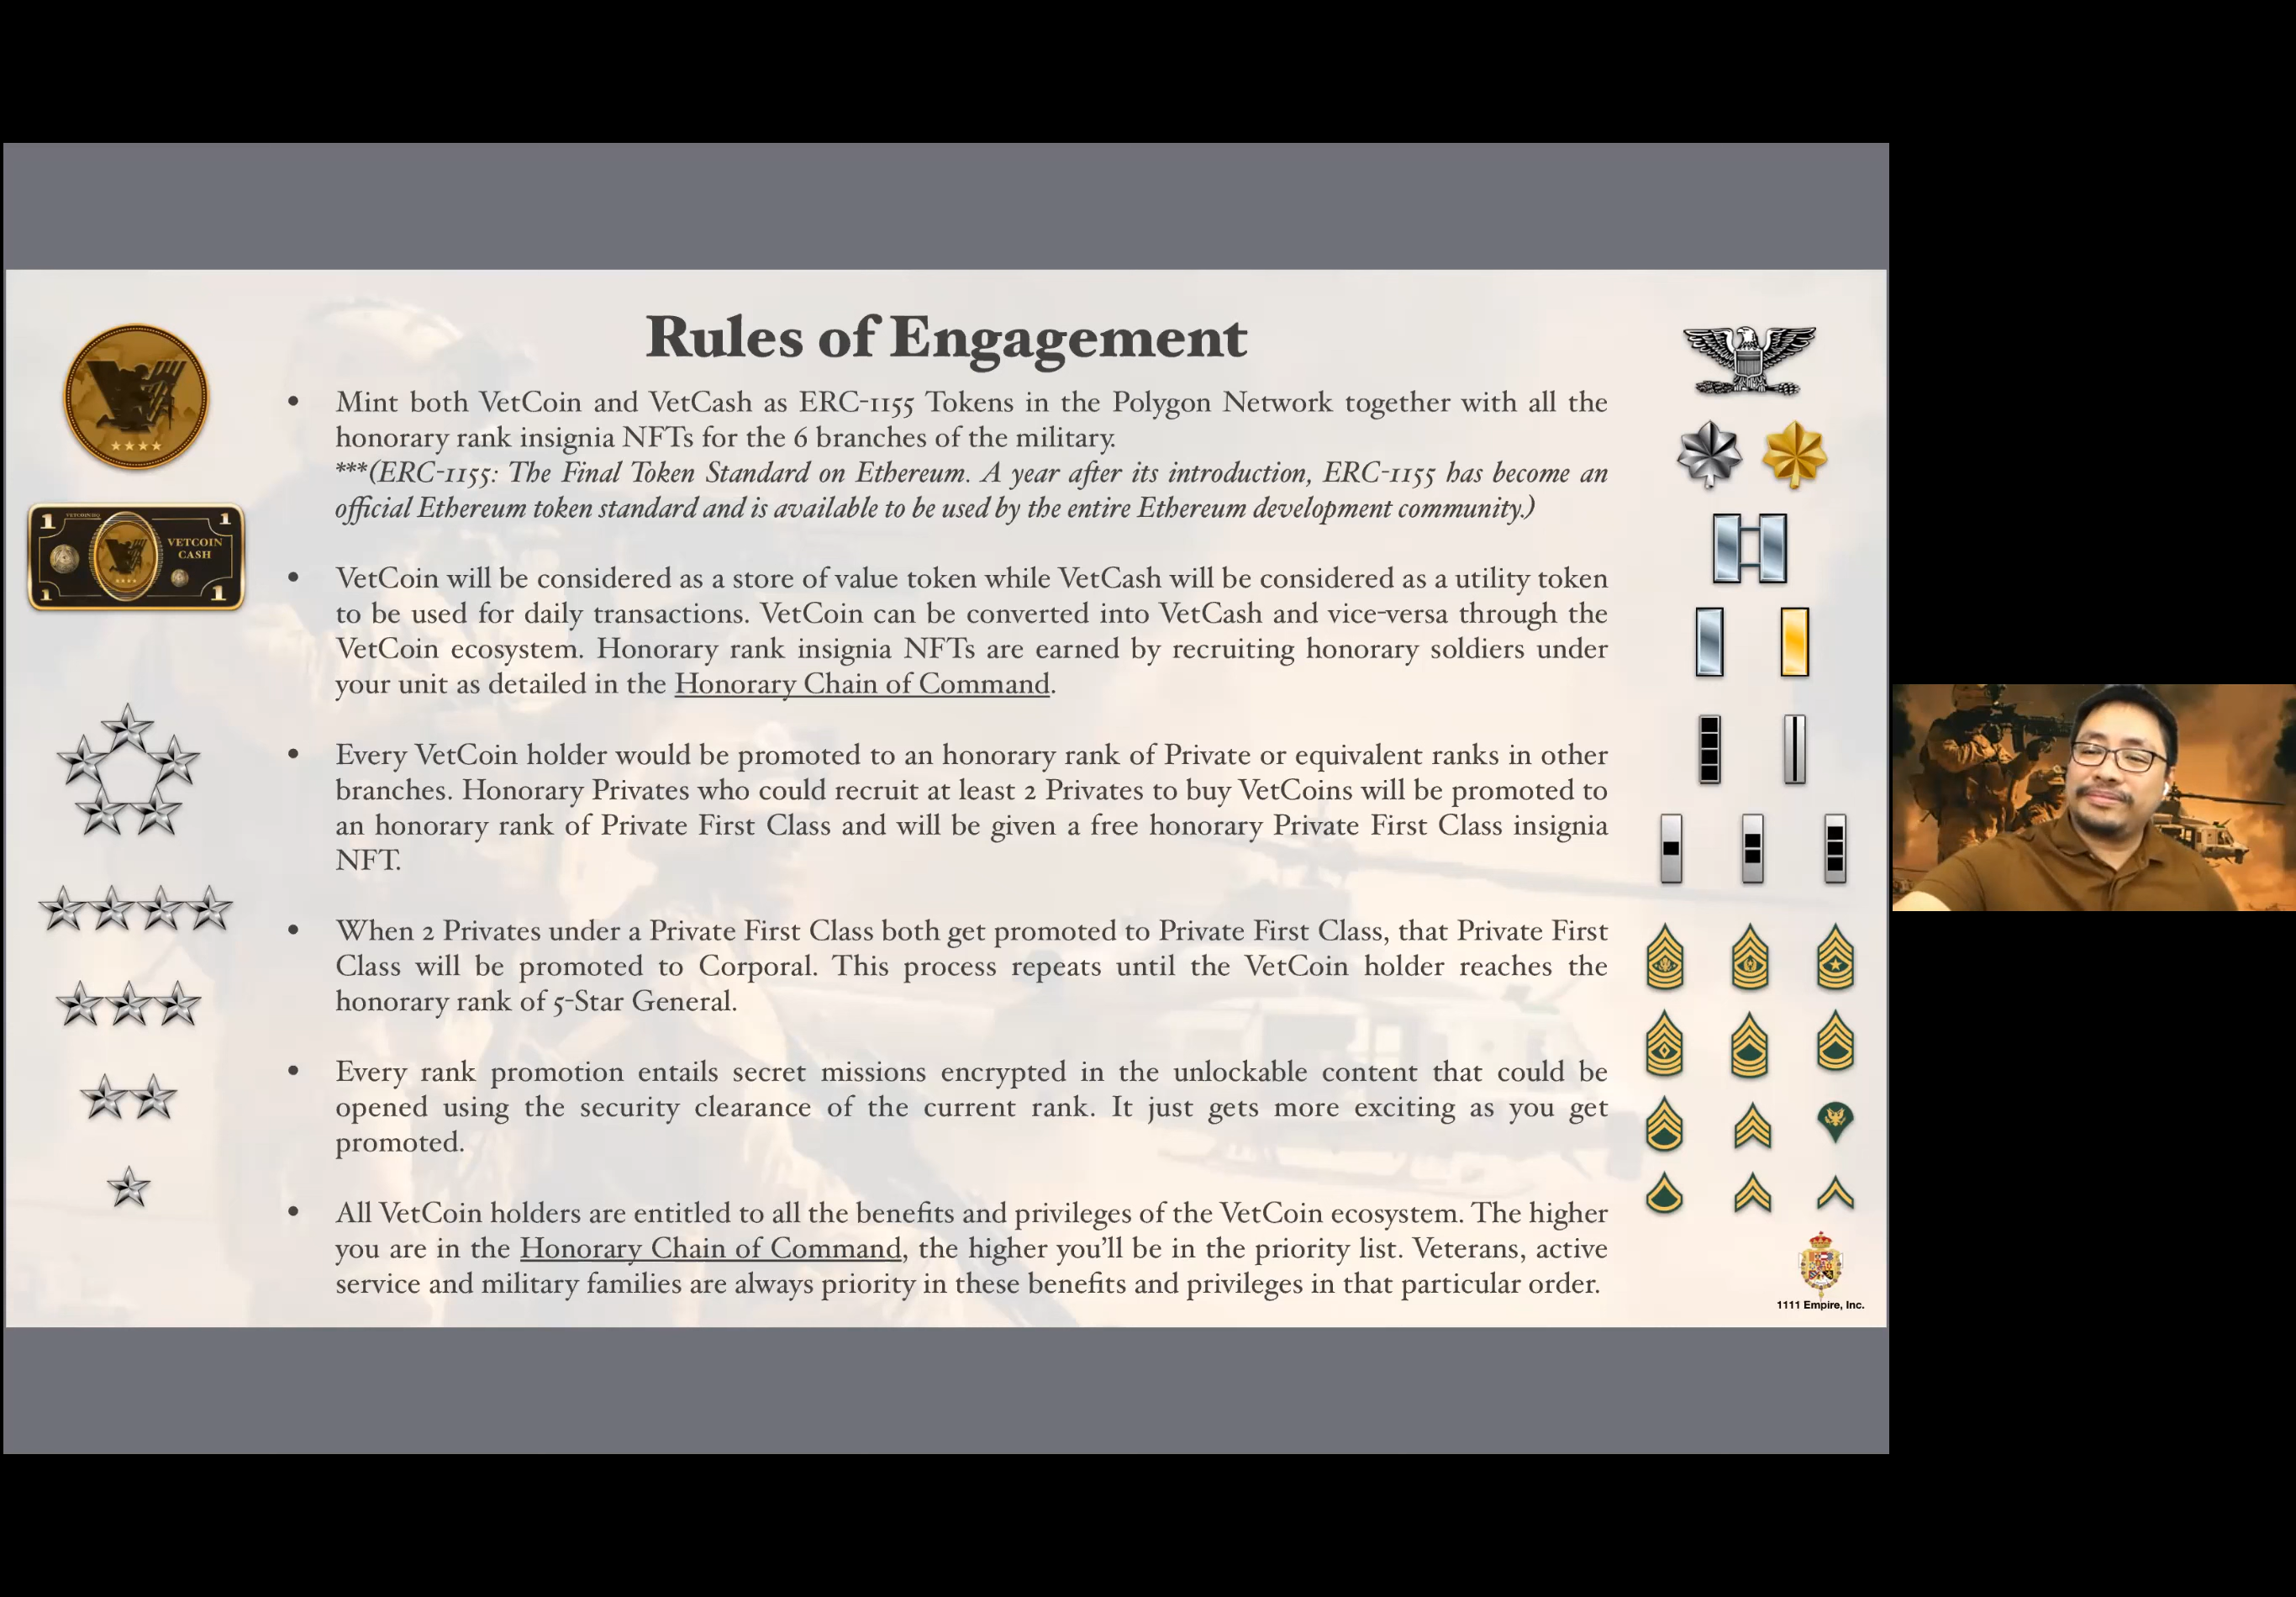 Rules of Engagement
• Mint both VetCoin and VetCash as ERC-1155 Tokens in the Polygon Network together with all the
honorary rank insignia NFTs for the 6 branches of the military.
***(ERC-1155: The Final Token Standard on Ethereum. A year after its introduction, ERC-1155 has become an
official Ethereum token standard and is available to be used by the entire Ethereum development community.)
• VetCoin will be considered as a store of value token while VetCash will be considered as a utility token
to be used for daily transactions. VetCoin can be converted into VetCash and vice-versa through the
VetCoin ecosystem. Honorary rank insignia NFTs are earned by recruiting honorary soldiers under
your unit as detailed in the Honorary Chain of Command.
• Every VetCoin holder would be promoted to an honorary rank of Private or equivalent ranks in other
branches. Honorary Privates who could recruit at least 2 Privates to buy VetCoins will be promoted to
an honorary rank of Private First Class and will be given a free honorary Private First Class insignia
NFT.
• When 2 Privates under a Private First Class both get promoted to Private First Class, that Private First
Class will be promoted to Corporal. This process repeats until the VetCoin holder reaches the
honorary rank of 5-Star General.
• Every rank promotion entails secret missions encrypted in the unlockable content that could be
opened using the security clearance of the current rank. It just gets more exciting as you get
promoted.
• All VetCoin holders are entitled to all the benefits and privileges of the VetCoin ecosystem. The higher
you are in the Honorary Chain of Command, the higher you'll be in the priority list. Veterans, active
service and military families are always priority in these benefits and privileges in that particular order.
1 1
VETCOIN
CASH
1 1
1111 Empire, Inc.